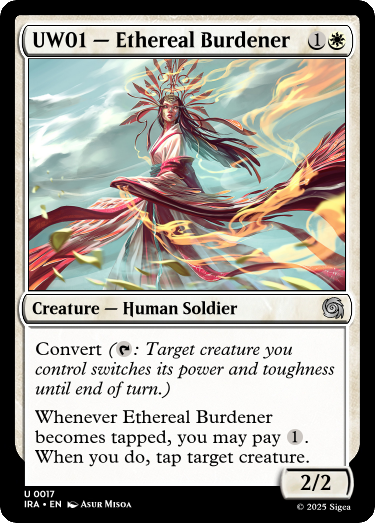 UW01 — Ethereal Burdener 1
Creature — Human Soldier
Convert (: Target creature you
control switches its power and toughness
until end of turn.)
Whenever Ethereal Burdener
becomes tapped, you may pay 1.
When you do, tap target creature.
2/2
U 0017
IRA • EN Asur Misoa
© 2025 Sigea